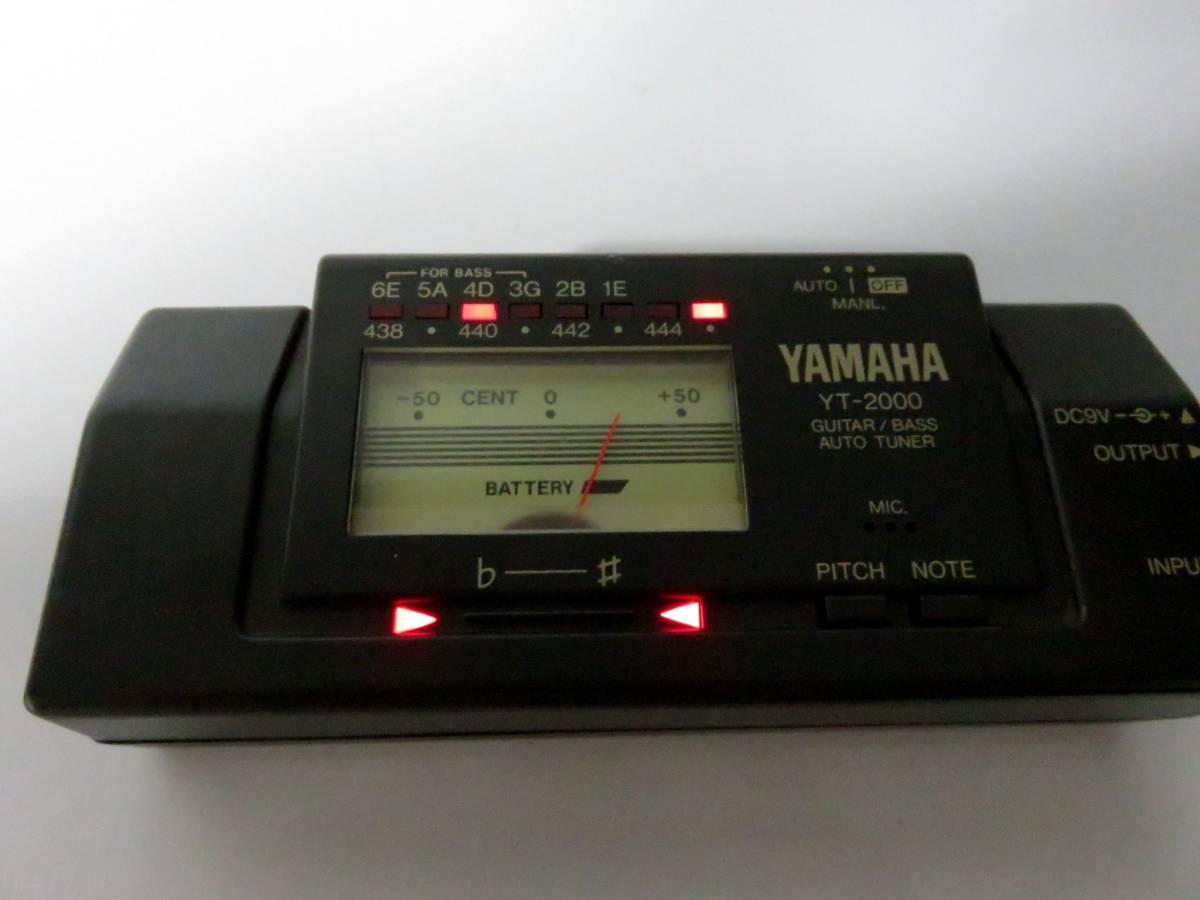 FOR BASS
6E 5A 4D 3G 2B 1E
438 • 440 • 442 • 444 •
-50 CENT 0 +50
BATTERY
♭ ♯
AUTO OFF
MANL.
YAMAHA
YT-2000
GUITAR / BASS
AUTO TUNER
MIC.
PITCH NOTE
DC9V
OUTPUT
INPU